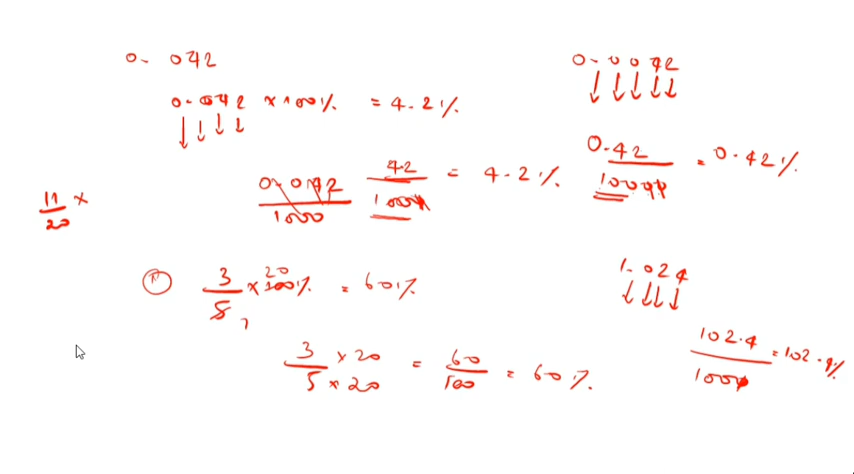 0.042
0.0042
0.042 × 100% = 4.2%
0.042/1000
42/1000 = 4.2%
0.42/100 = 0.42%
11/20 ×
3/5 × 100% = 60%
20
1.024
3 × 20 / 5 × 20 = 60/100 = 60%
102.4/100 = 102.4%